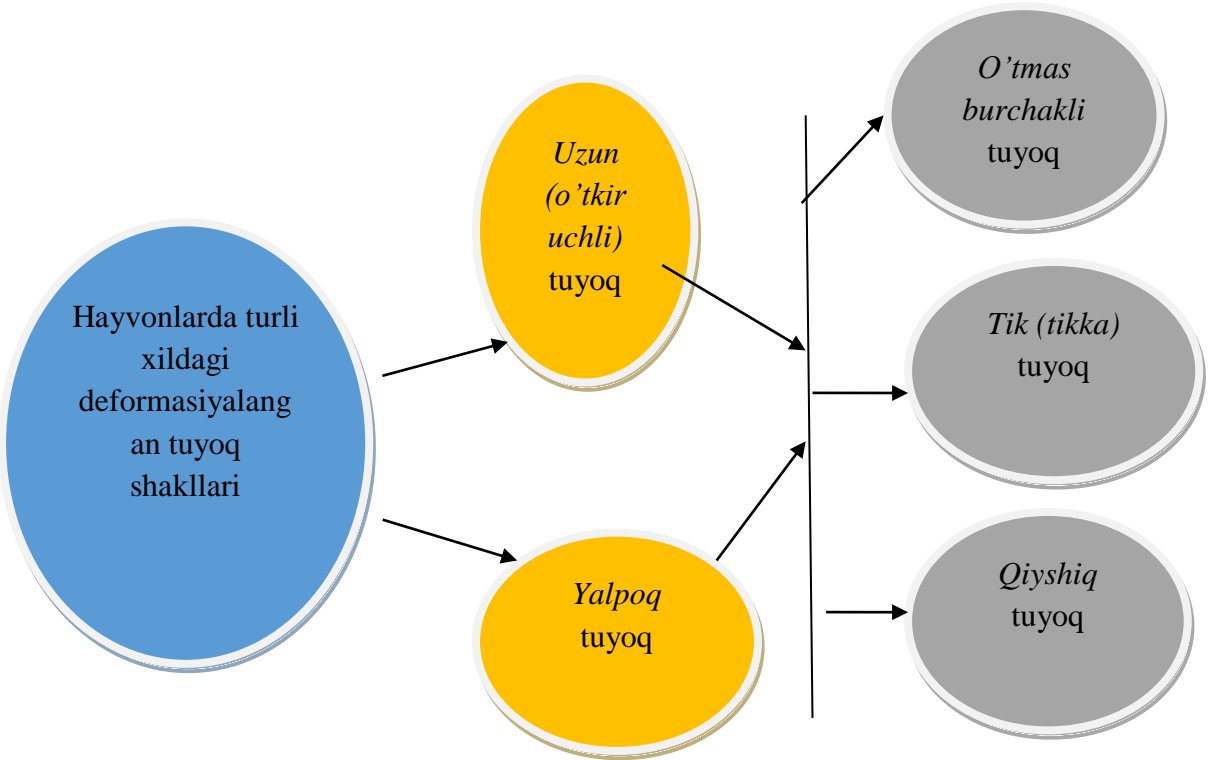 Hayvonlarda turli
xildagi
deformasiyalang
an tuyoq
shakllari
Uzun
(o’tkir
uchli)
tuyoq
Yalpoq
tuyoq
O’tmas
burchakli
tuyoq
Tik (tikka)
tuyoq
Qiyshiq
tuyoq